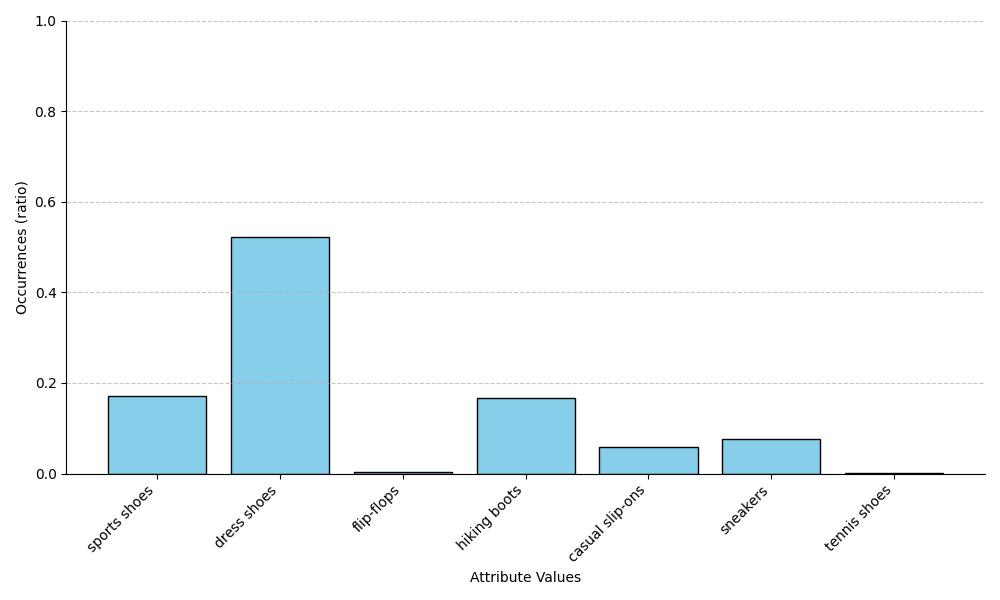 1.0
0.8
0.6
0.4
0.2
0.0
Occurrences (ratio)
sports shoes
dress shoes
flip-flops
hiking boots
casual slip-ons
sneakers
tennis shoes
Attribute Values